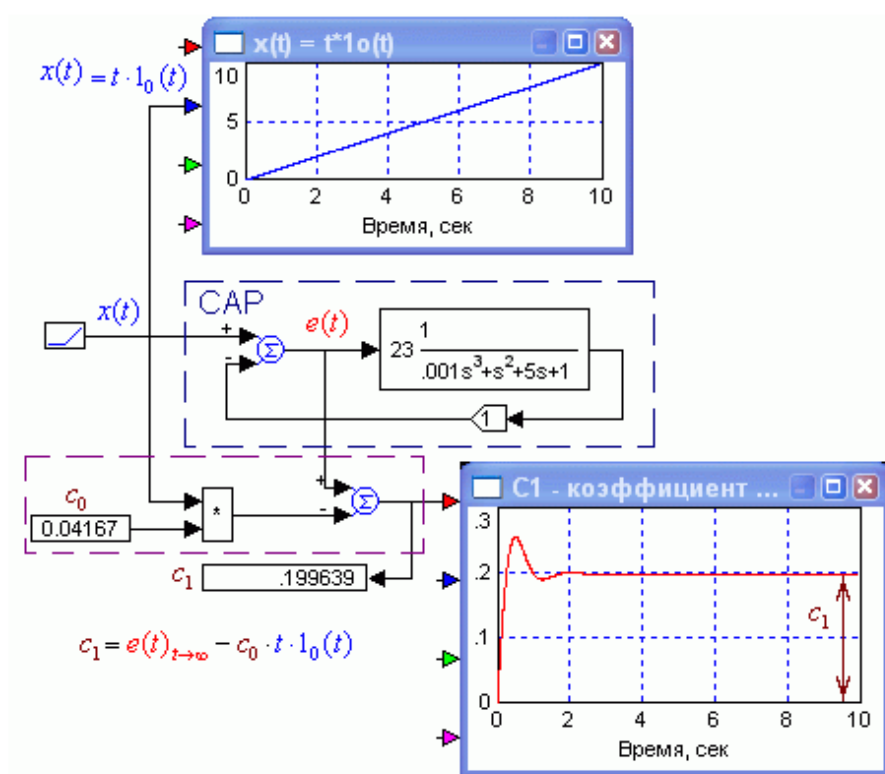 x(t) = t*1o(t)
x(t) = t · 1₀(t)
10
5
0
0 2 4 6 8 10
Время, сек
САР
x(t)
+
-
Σ
e(t)
23 1
.001s³+s²+5s+1
1
c₀
0.04167
*
+
-
Σ
c₁
.199639
c₁ = e(t)ₜ→∞ − c₀ · t · 1₀(t)
C1 - коэффициент ...
.3
.2
.1
0
c₁
0 2 4 6 8 10
Время, сек